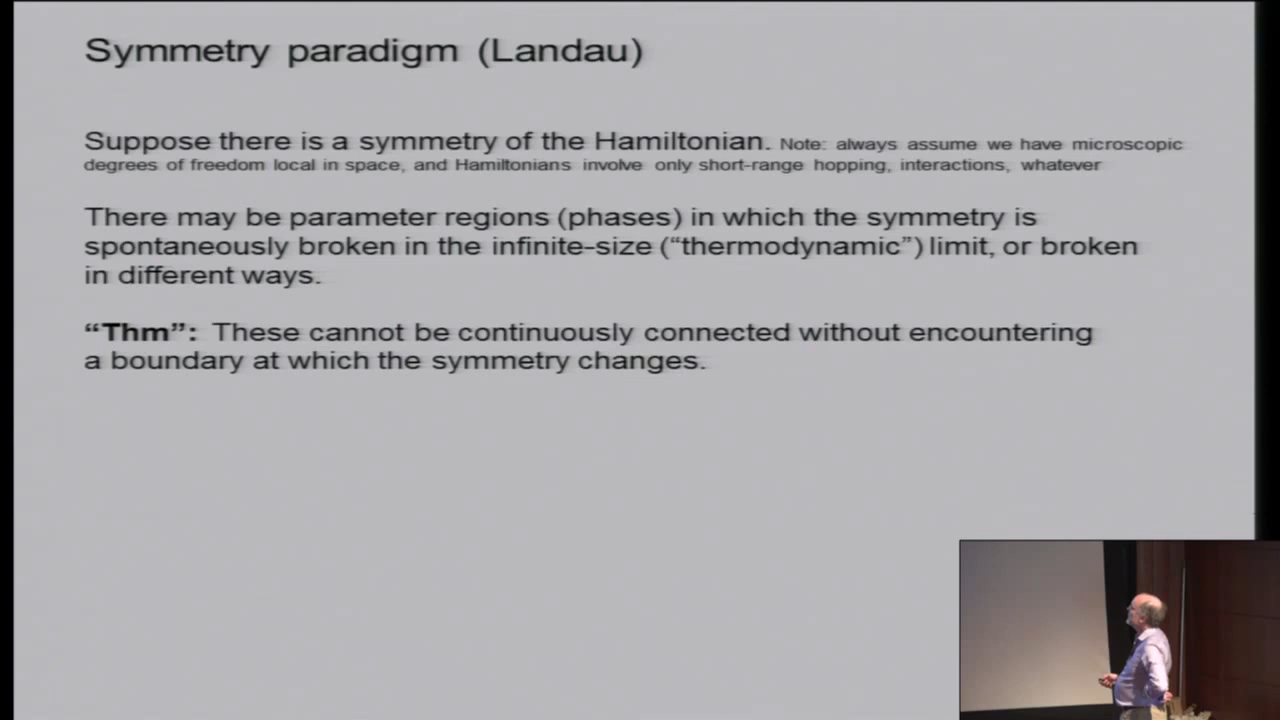 Symmetry paradigm (Landau)
Suppose there is a symmetry of the Hamiltonian. Note: always assume we have microscopic
degrees of freedom local in space, and Hamiltonians involve only short-range hopping, interactions, whatever
There may be parameter regions (phases) in which the symmetry is
spontaneously broken in the infinite-size (“thermodynamic”) limit, or broken
in different ways.
“Thm”: These cannot be continuously connected without encountering
a boundary at which the symmetry changes.